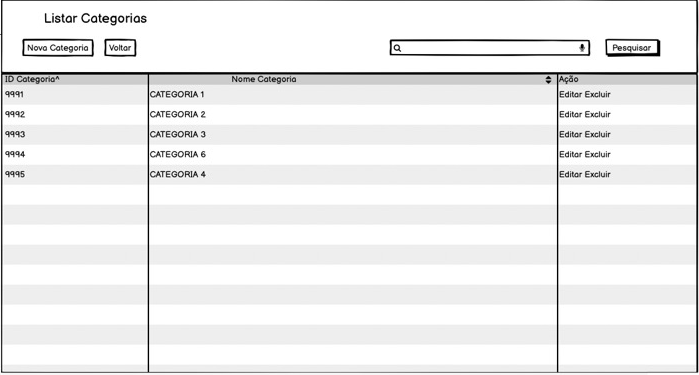 Listar Categorias
Nova Categoria Voltar Pesquisar
ID Categoria^ Nome Categoria Ação
9991 CATEGORIA 1 Editar Excluir
9992 CATEGORIA 2 Editar Excluir
9993 CATEGORIA 3 Editar Excluir
9994 CATEGORIA 6 Editar Excluir
9995 CATEGORIA 4 Editar Excluir